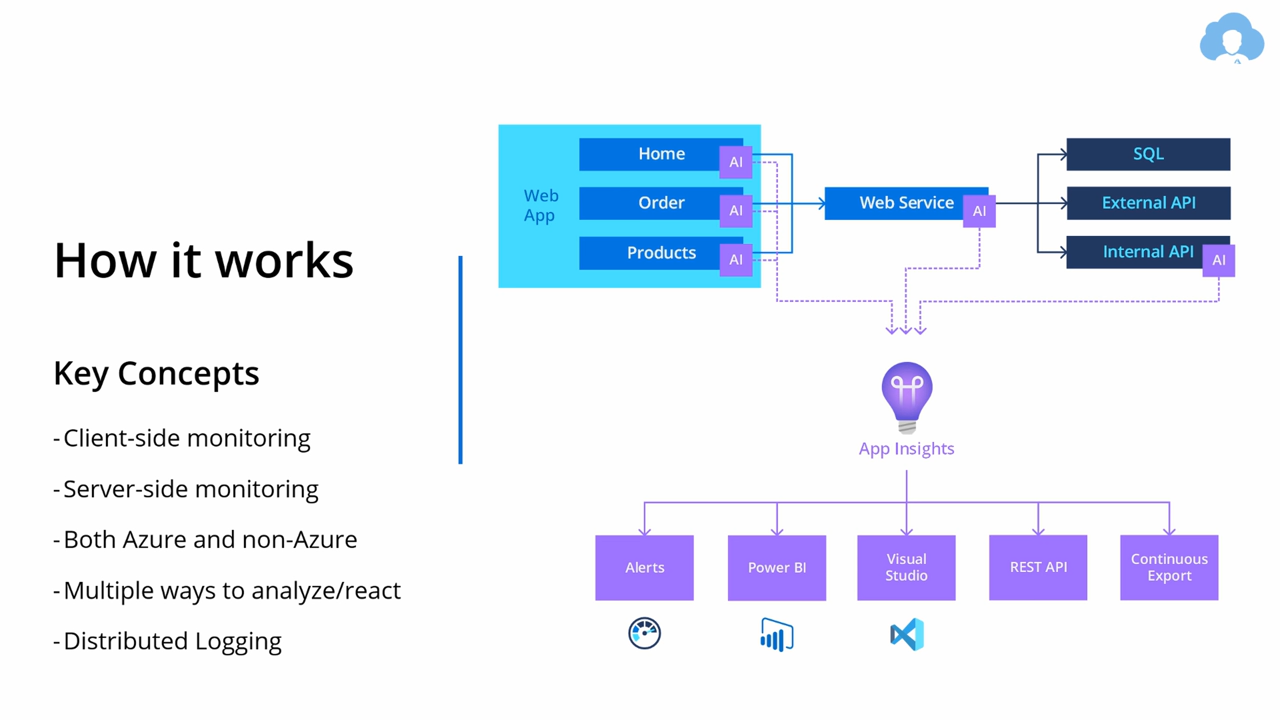 How it works
Key Concepts
- Client-side monitoring
- Server-side monitoring
- Both Azure and non-Azure
- Multiple ways to analyze/react
- Distributed Logging
Web
App
Home
AI
Order
AI
Products
AI
Web Service
AI
SQL
External API
Internal API
AI
App Insights
Alerts
Power BI
Visual
Studio
REST API
Continuous
Export